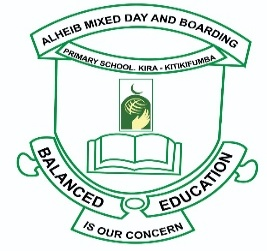 ALHEIB MIXED DAY AND BOARDING
PRIMARY SCHOOL. KIRA - KITIKIFUMBA
BALANCED EDUCATION
IS OUR CONCERN